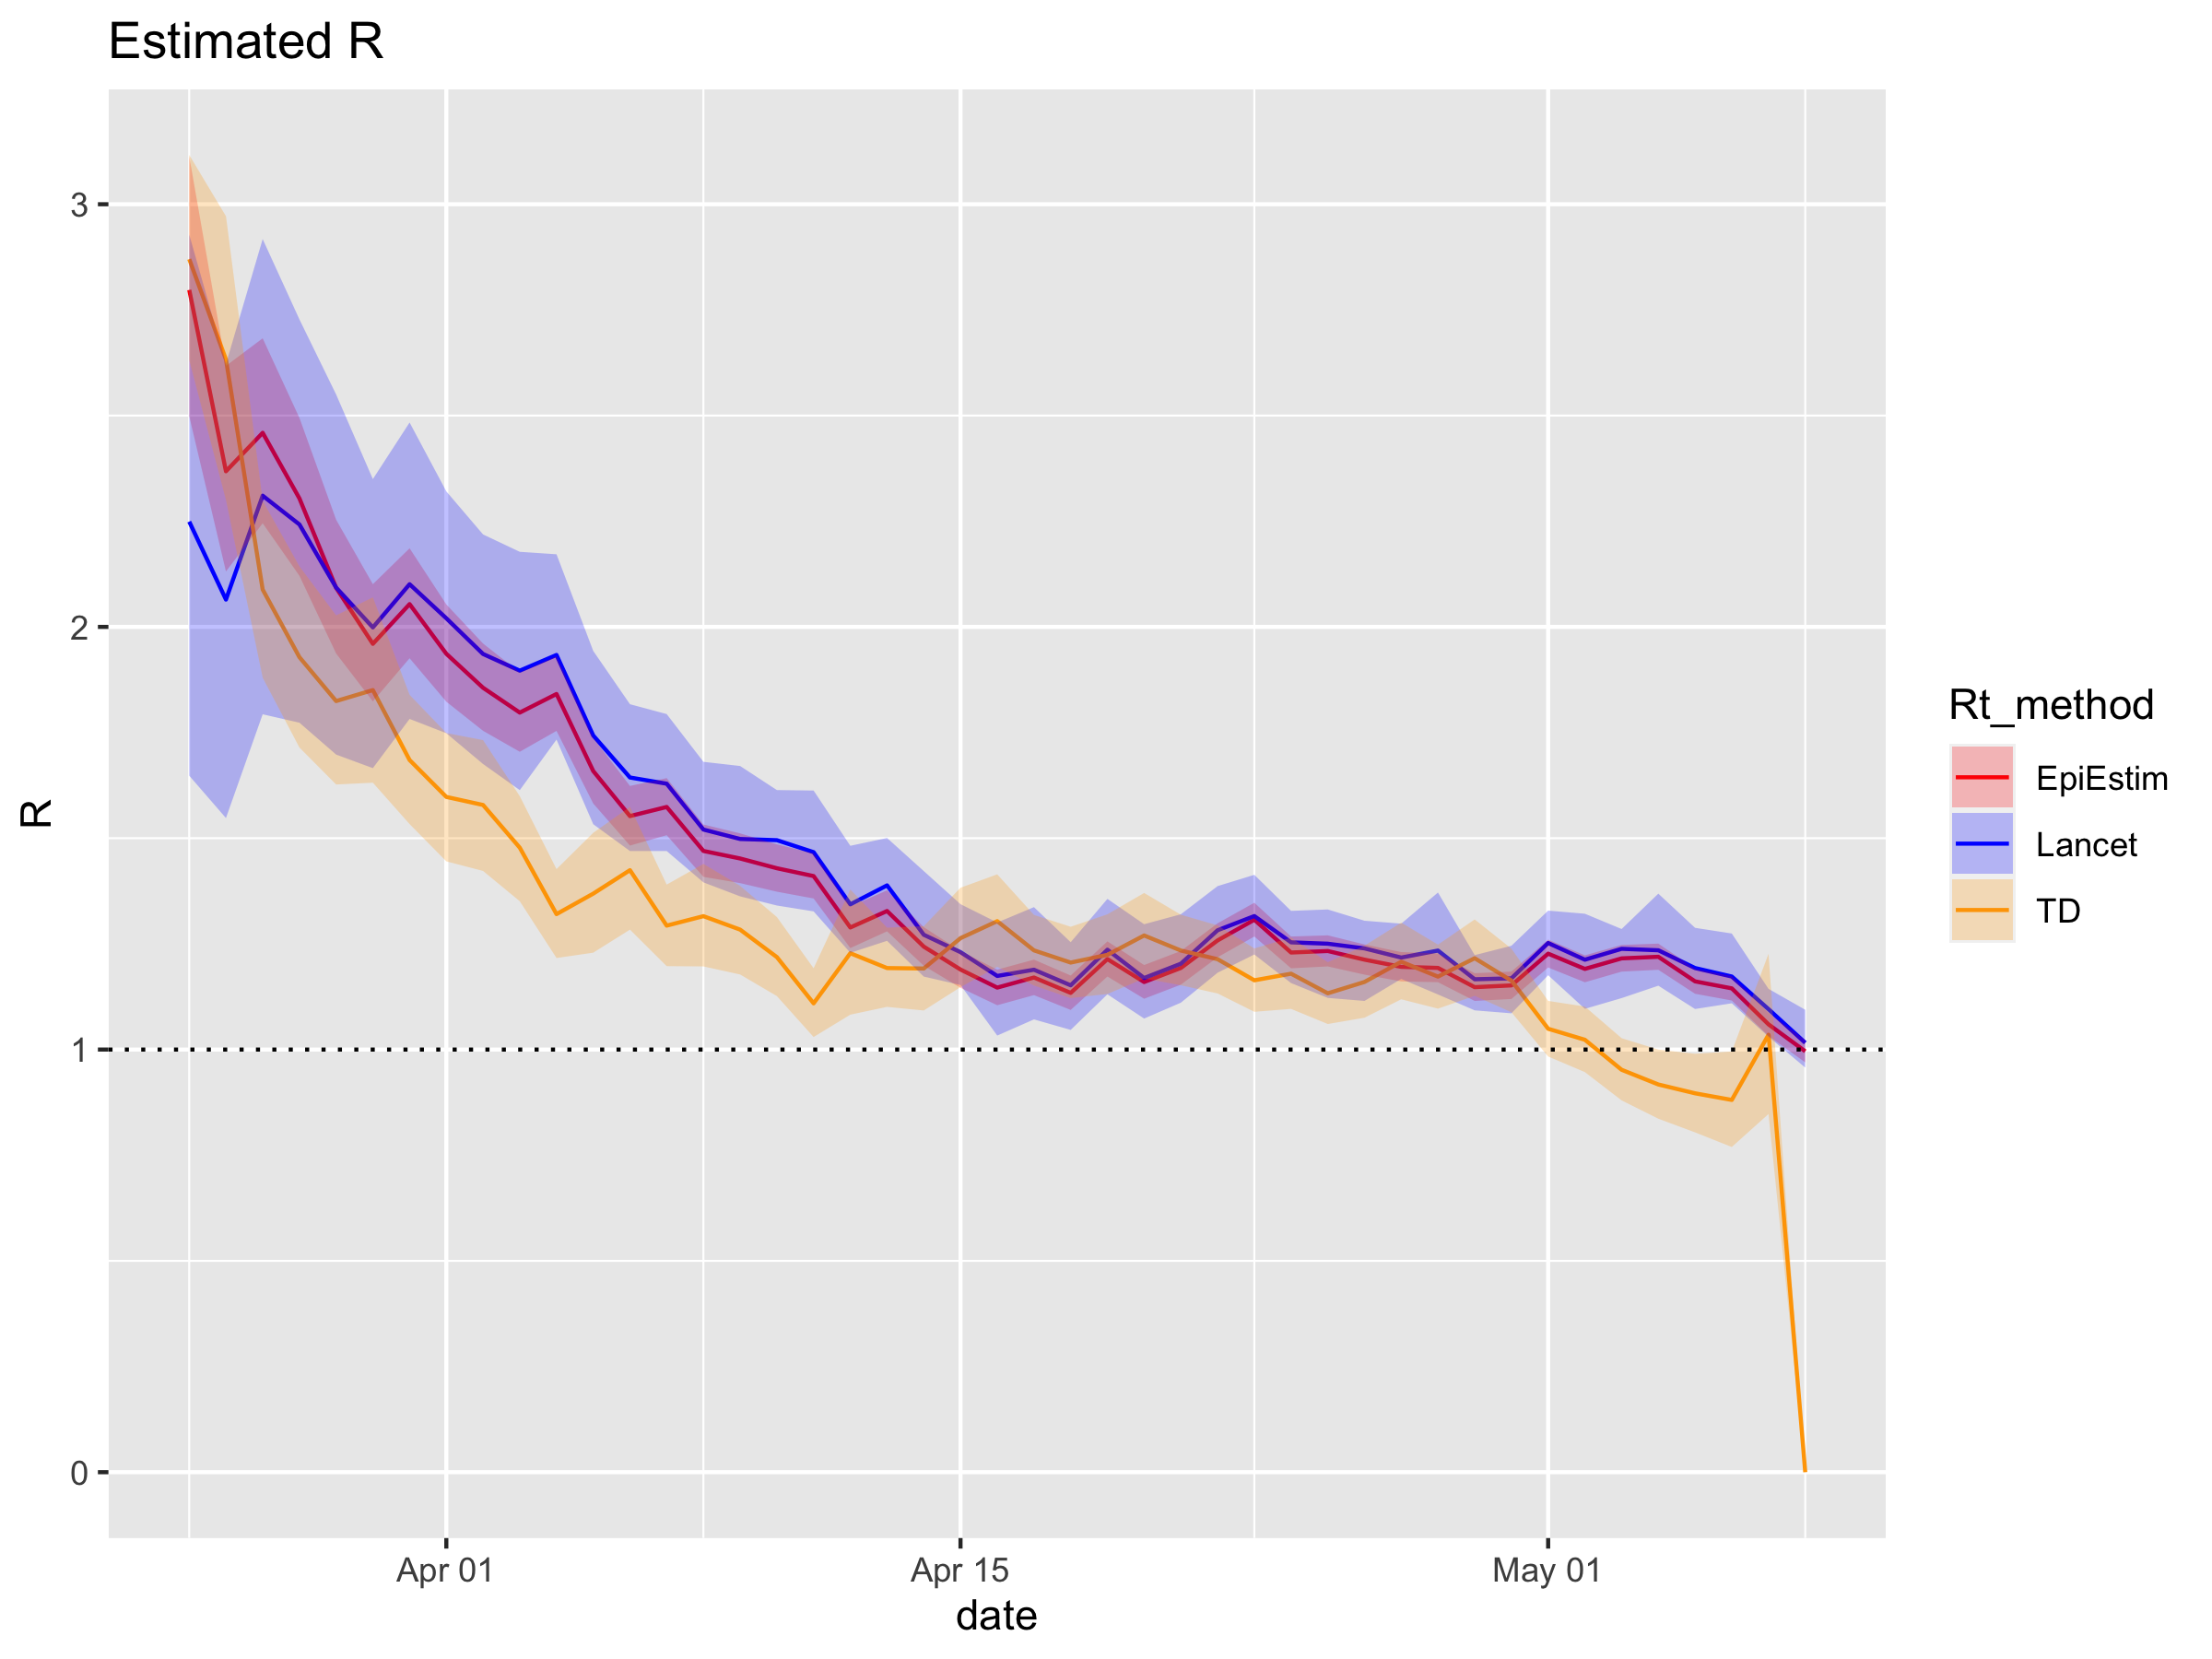 Estimated R
R
3
2
1
0
Apr 01
Apr 15
May 01
date
Rt_method
EpiEstim
Lancet
TD